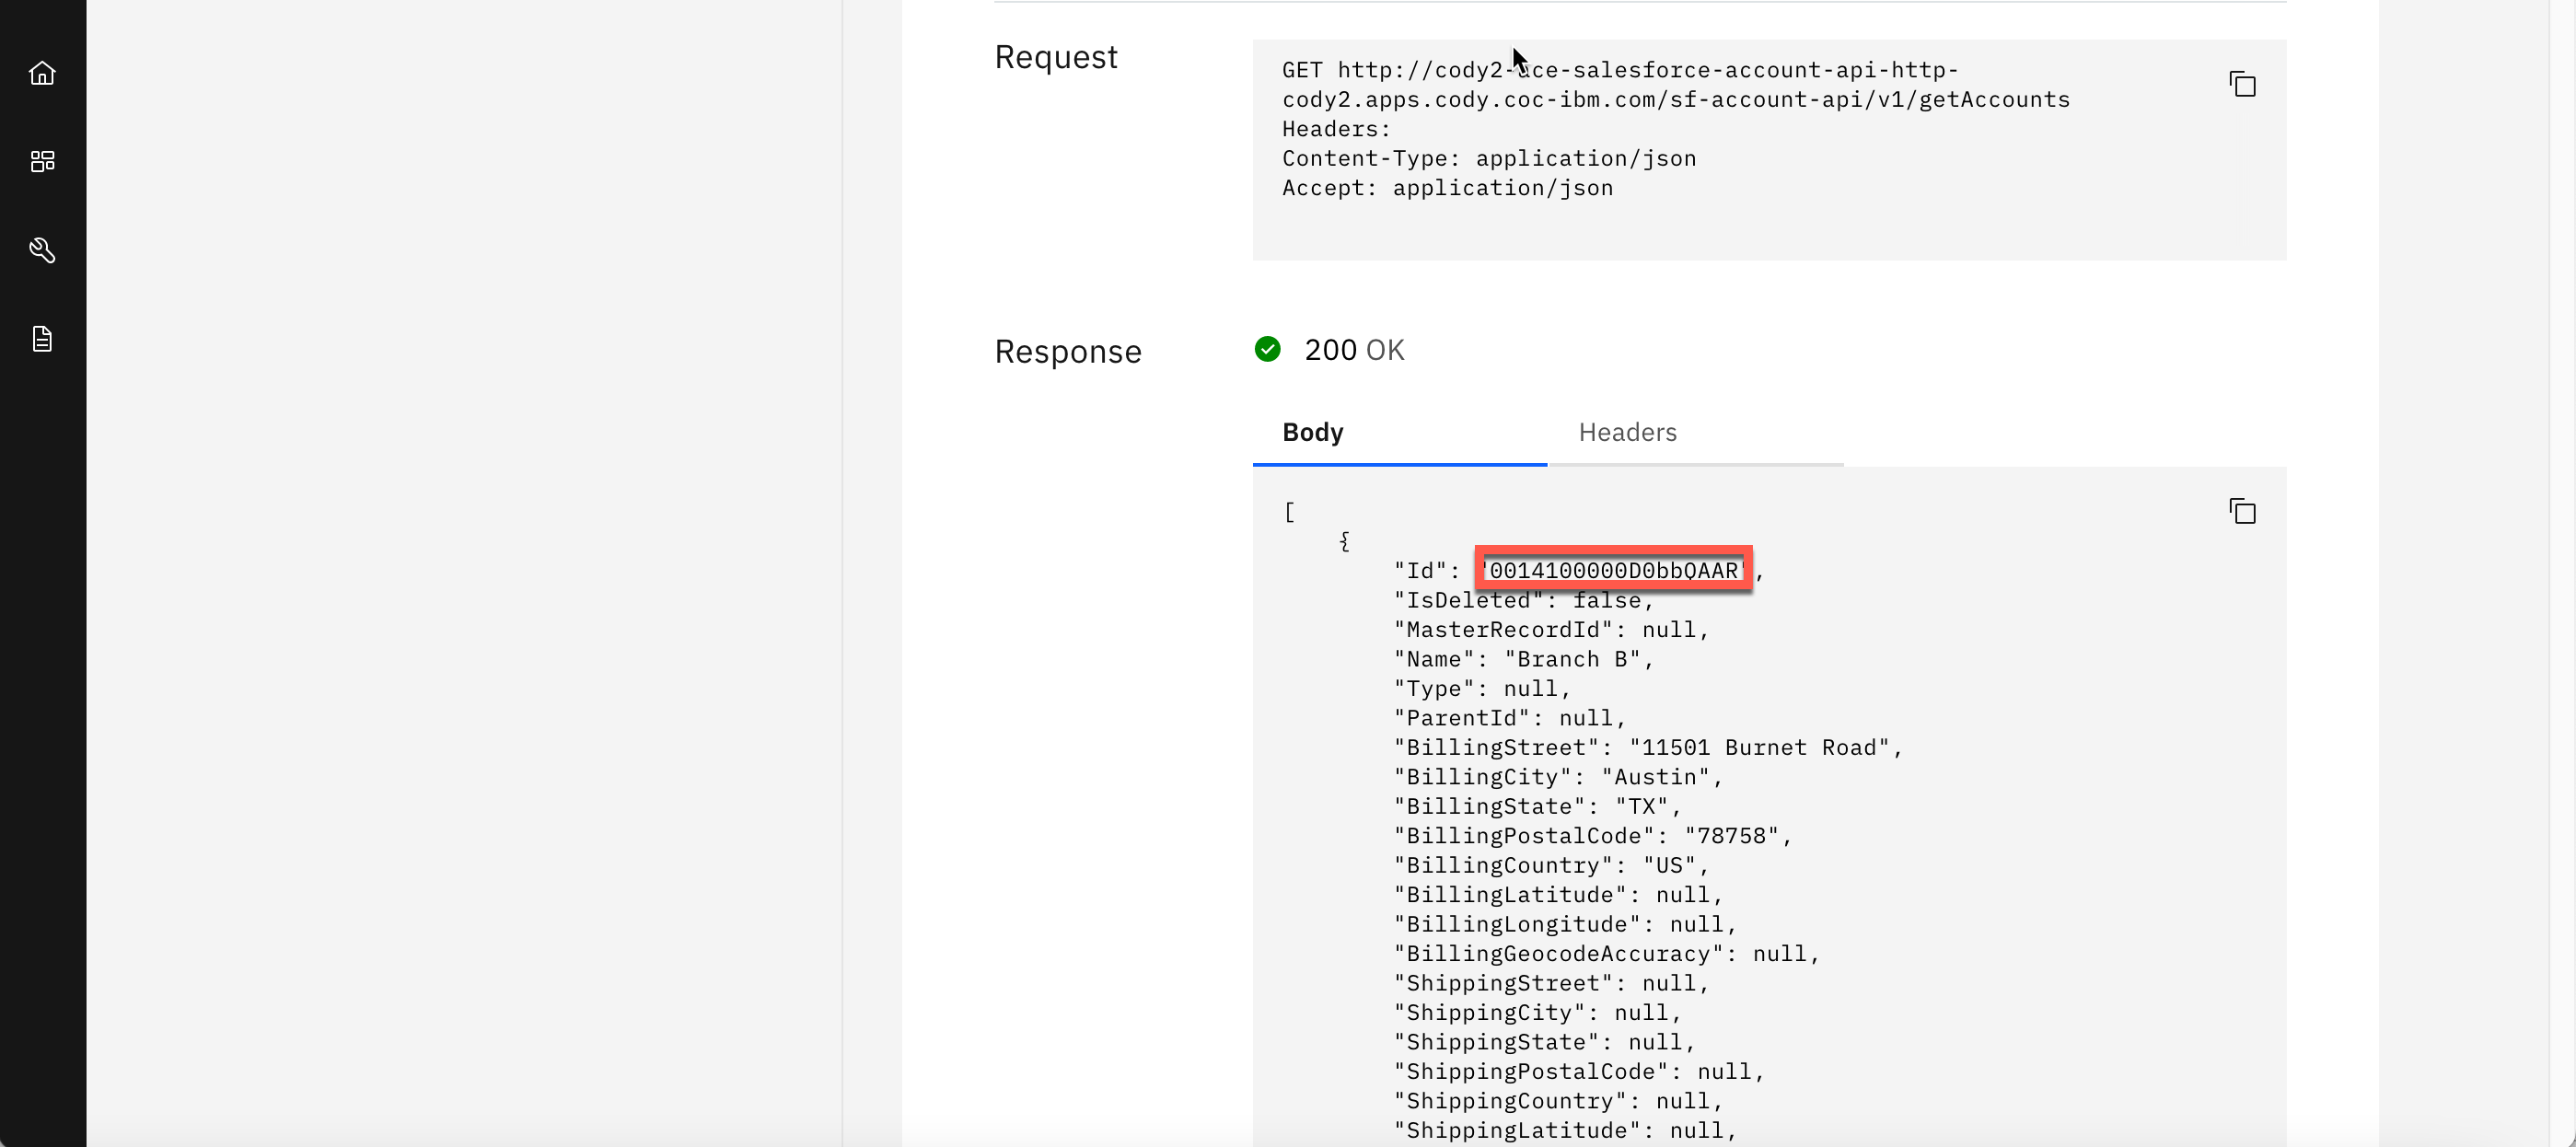 Request
GET http://cody2-ace-salesforce-account-api-http-
cody2.apps.cody.coc-ibm.com/sf-account-api/v1/getAccounts
Headers:
Content-Type: application/json
Accept: application/json
Response
200 OK
Body Headers
[
{
"Id": "0014100000D0bbQAAR",
"IsDeleted": false,
"MasterRecordId": null,
"Name": "Branch B",
"Type": null,
"ParentId": null,
"BillingStreet": "11501 Burnet Road",
"BillingCity": "Austin",
"BillingState": "TX",
"BillingPostalCode": "78758",
"BillingCountry": "US",
"BillingLatitude": null,
"BillingLongitude": null,
"BillingGeocodeAccuracy": null,
"ShippingStreet": null,
"ShippingCity": null,
"ShippingState": null,
"ShippingPostalCode": null,
"ShippingCountry": null,
"ShippingLatitude": null,